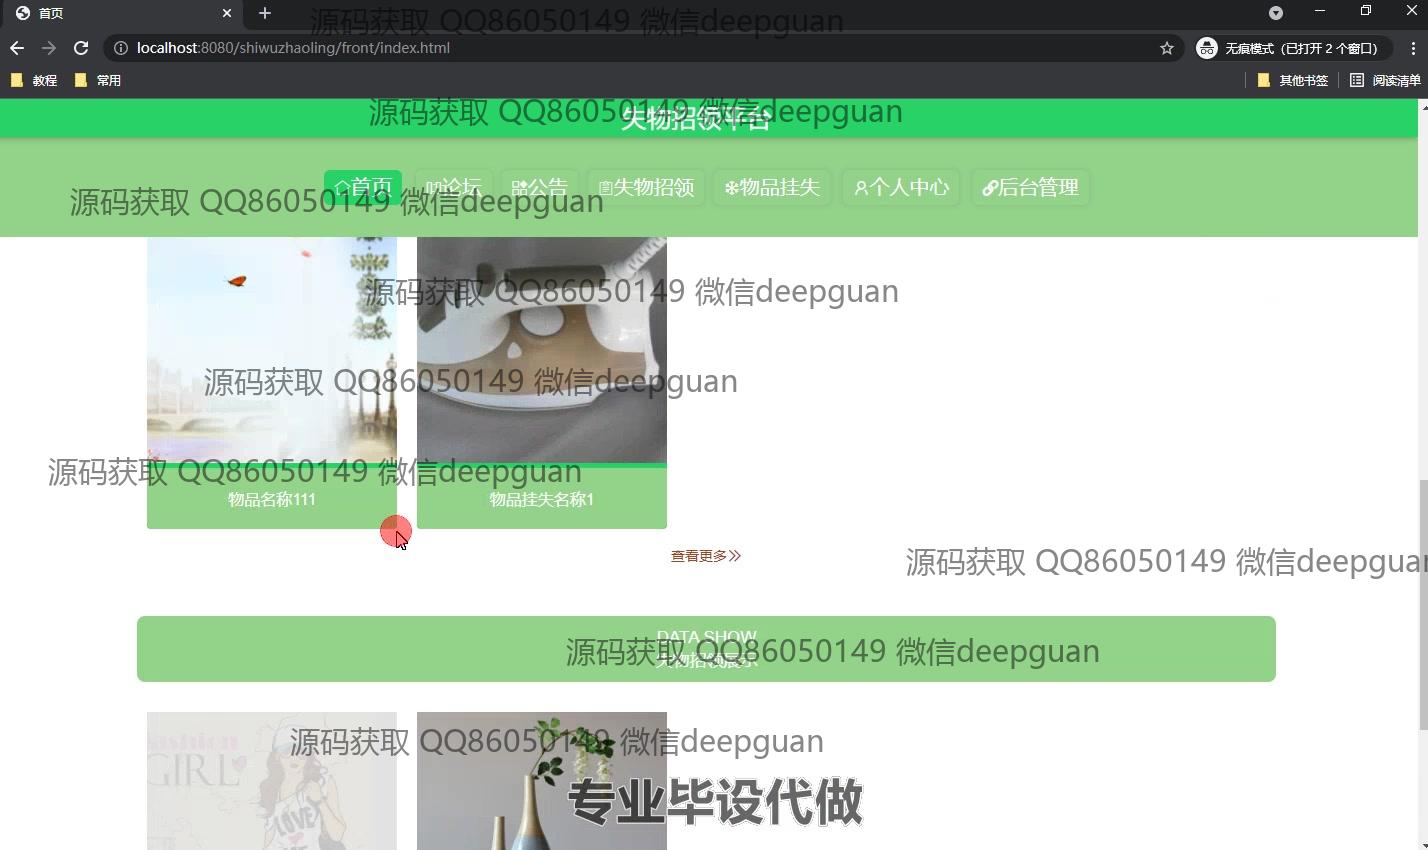 首页
localhost:8080/shiwuzhaoling/front/index.html
无痕模式（已打开 2 个窗口）
教程
常用
其他书签
阅读清单
源码获取 QQ86050149 微信deepguan
源码获取 QQ86050149 微信deepguan
失物招领平台
首页
论坛
公告
失物招领
物品挂失
个人中心
后台管理
源码获取 QQ86050149 微信deepguan
源码获取 QQ86050149 微信deepguan
源码获取 QQ86050149 微信deepguan
源码获取 QQ86050149 微信deepguan
物品名称111
物品挂失名称1
查看更多
源码获取 QQ86050149 微信deepguan
DATA SHOW
失物招领展示
源码获取 QQ86050149 微信deepguan
fashion
GIRL
源码获取 QQ86050149 微信deepguan
LOVE
专业毕设代做